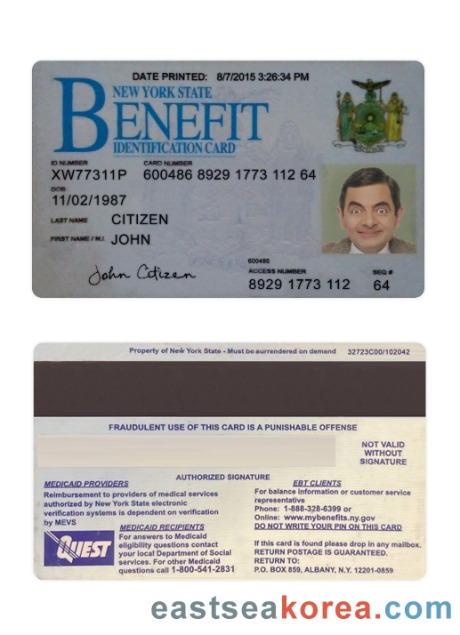 DATE PRINTED: 8/7/2015 3:26:34 PM
NEW YORK STATE
BENEFIT
IDENTIFICATION CARD
ID NUMBER CARD NUMBER
XW77311P 600486 8929 1773 112 64
DOB
11/02/1987
LAST NAME CITIZEN
FIRST NAME / M.I. JOHN
John Citizen
600486
ACCESS NUMBER SEQ #
8929 1773 112 64
Property of New York State - Must be surrendered on demand 32723C00/102042
FRAUDULENT USE OF THIS CARD IS A PUNISHABLE OFFENSE
NOT VALID
WITHOUT
SIGNATURE
AUTHORIZED SIGNATURE
MEDICAID PROVIDERS
Reimbursement to providers of medical services
authorized by New York State electronic
verification systems is dependent on verification
by MEVS
QUEST
MEDICAID RECIPIENTS
For answers to Medicaid
eligibility questions contact
your local Department of Social
services. For other Medicaid
questions call 1-800-541-2831
EBT CLIENTS
For balance information or customer service
representative
Phone: 1-888-328-6399 or
Online: www.mybenefits.ny.gov
DO NOT WRITE YOUR PIN ON THIS CARD
If this card is found please drop in any mailbox.
RETURN POSTAGE IS GUARANTEED.
RETURN TO:
P.O. BOX 859, ALBANY, N.Y. 12201-0859
eastseakorea.com